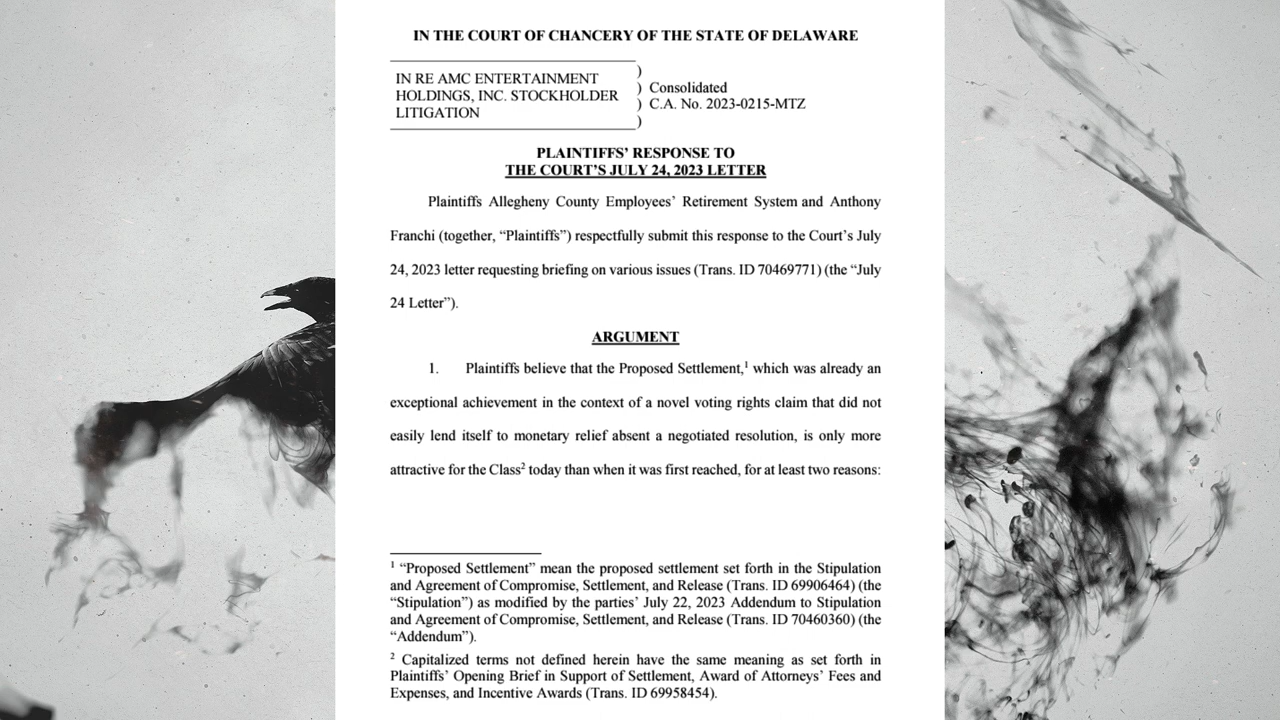 IN THE COURT OF CHANCERY OF THE STATE OF DELAWARE
IN RE AMC ENTERTAINMENT
HOLDINGS, INC. STOCKHOLDER
LITIGATION
)
)
)
)
Consolidated
C.A. No. 2023-0215-MTZ
PLAINTIFFS’ RESPONSE TO
THE COURT’S JULY 24, 2023 LETTER
Plaintiffs Allegheny County Employees’ Retirement System and Anthony
Franchi (together, “Plaintiffs”) respectfully submit this response to the Court’s July
24, 2023 letter requesting briefing on various issues (Trans. ID 70469771) (the “July
24 Letter”).
ARGUMENT
1. Plaintiffs believe that the Proposed Settlement,1 which was already an
exceptional achievement in the context of a novel voting rights claim that did not
easily lend itself to monetary relief absent a negotiated resolution, is only more
attractive for the Class2 today than when it was first reached, for at least two reasons:
1 “Proposed Settlement” mean the proposed settlement set forth in the Stipulation
and Agreement of Compromise, Settlement, and Release (Trans. ID 69906464) (the
“Stipulation”) as modified by the parties’ July 22, 2023 Addendum to Stipulation
and Agreement of Compromise, Settlement, and Release (Trans. ID 70460360) (the
“Addendum”).
2 Capitalized terms not defined herein have the same meaning as set forth in
Plaintiffs’ Opening Brief in Support of Settlement, Award of Attorneys’ Fees and
Expenses, and Incentive Awards (Trans. ID 69958454).